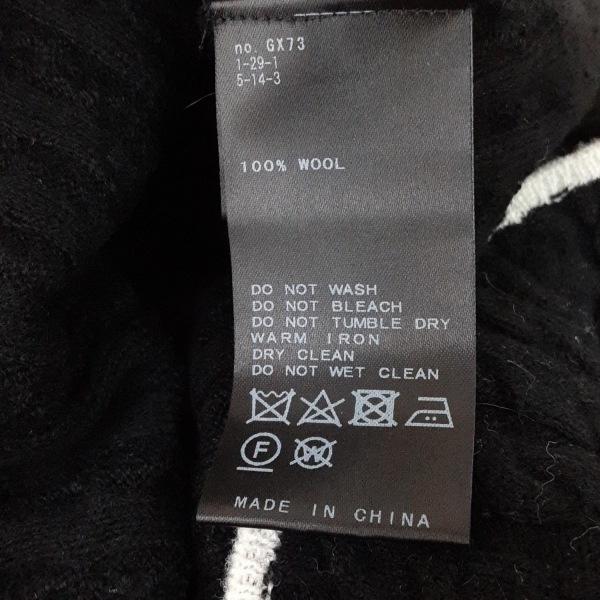 no. GX73
1-29-1
5-14-3
100% WOOL
DO NOT WASH
DO NOT BLEACH
DO NOT TUMBLE DRY
WARM IRON
DRY CLEAN
DO NOT WET CLEAN
F W
MADE IN CHINA